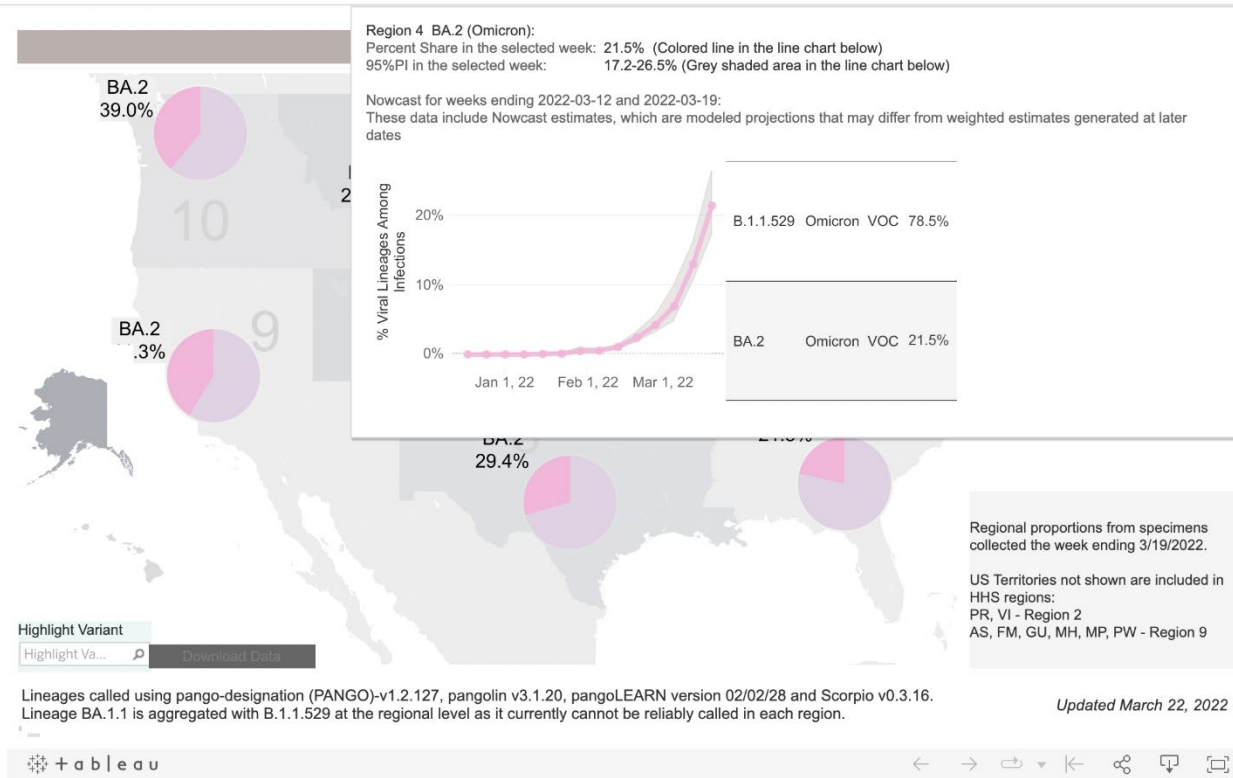 Region 4 BA.2 (Omicron):
Percent Share in the selected week: 21.5% (Colored line in the line chart below)
95%PI in the selected week: 17.2-26.5% (Grey shaded area in the line chart below)
Nowcast for weeks ending 2022-03-12 and 2022-03-19:
These data include Nowcast estimates, which are modeled projections that may differ from weighted estimates generated at later
dates
% Viral Lineages Among
Infections
20%
10%
0%
Jan 1, 22 Feb 1, 22 Mar 1, 22
B.1.1.529 Omicron VOC 78.5%
BA.2 Omicron VOC 21.5%
BA.2
39.0%
10
2
BA.2
.3%
9
BA.2
29.4%
Regional proportions from specimens
collected the week ending 3/19/2022.
US Territories not shown are included in
HHS regions:
PR, VI - Region 2
AS, FM, GU, MH, MP, PW - Region 9
Highlight Variant
Highlight Va...
Download Data
Lineages called using pango-designation (PANGO)-v1.2.127, pangolin v3.1.20, pangoLEARN version 02/02/28 and Scorpio v0.3.16.
Lineage BA.1.1 is aggregated with B.1.1.529 at the regional level as it currently cannot be reliably called in each region.
Updated March 22, 2022
+ a b l e a u